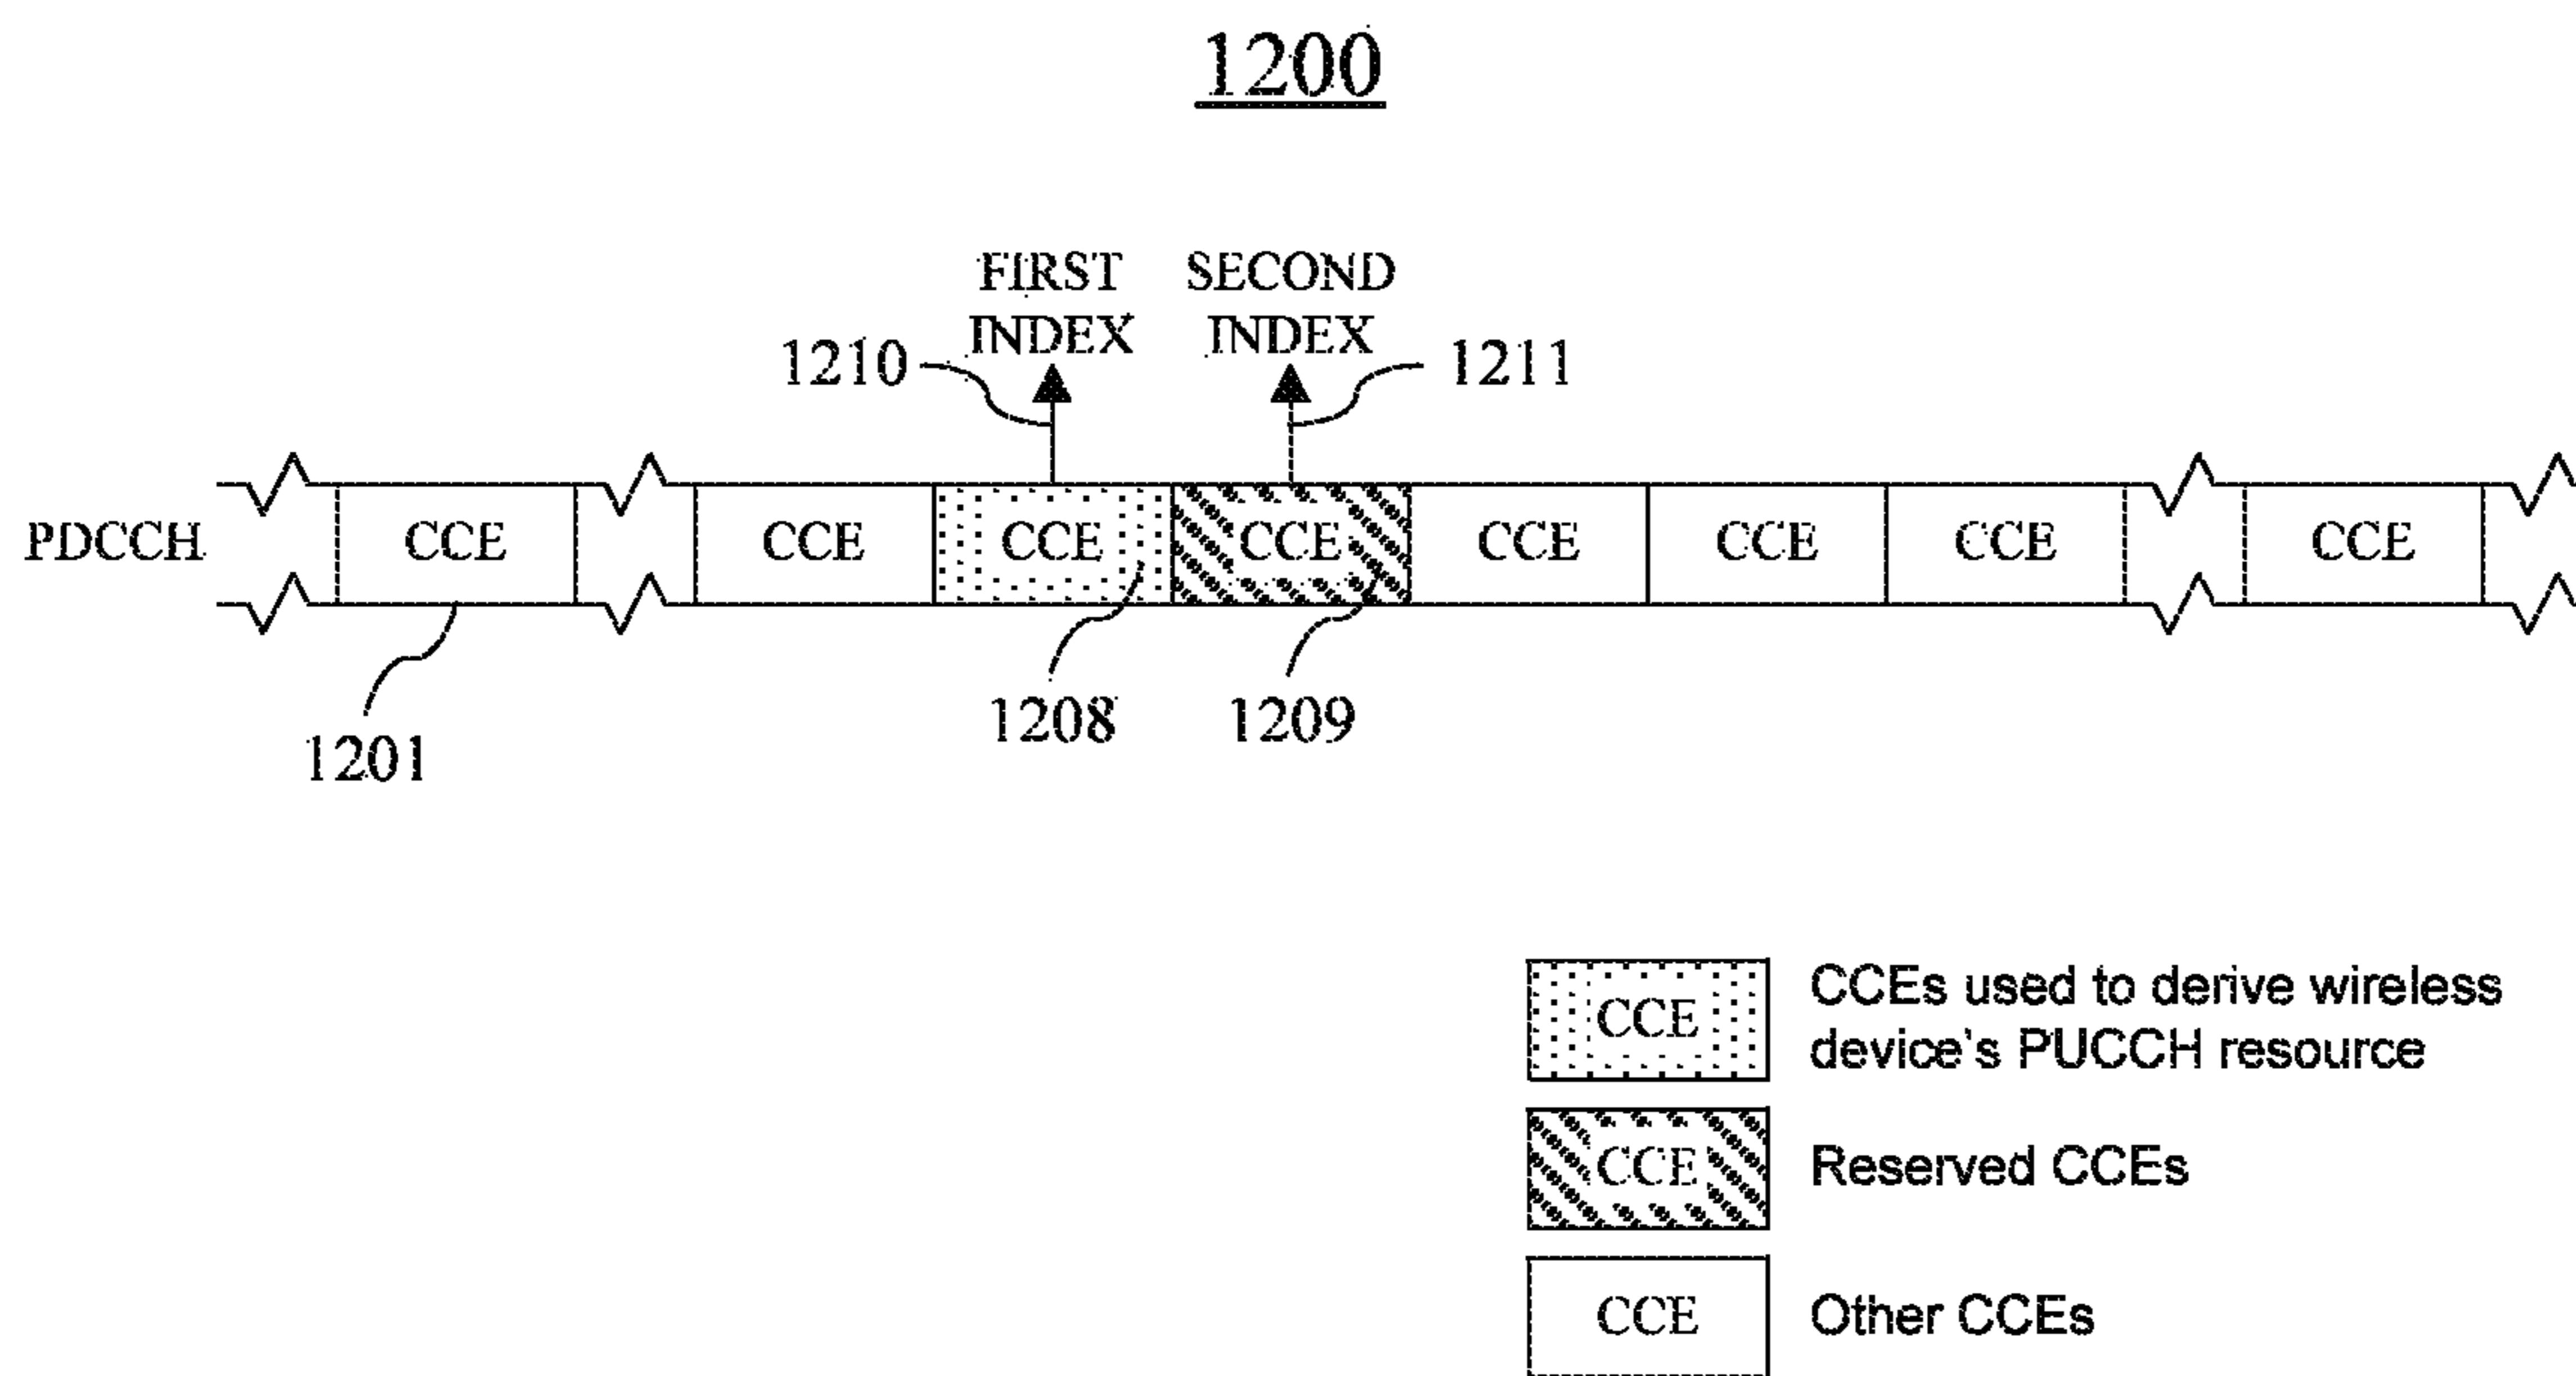 1200
FIRST SECOND
INDEX INDEX
1210 1211
PDCCH CCE CCE CCE CCE CCE CCE CCE CCE
1208 1209
1201
CCE CCEs used to derive wireless
device's PUCCH resource
CCE Reserved CCEs
CCE Other CCEs